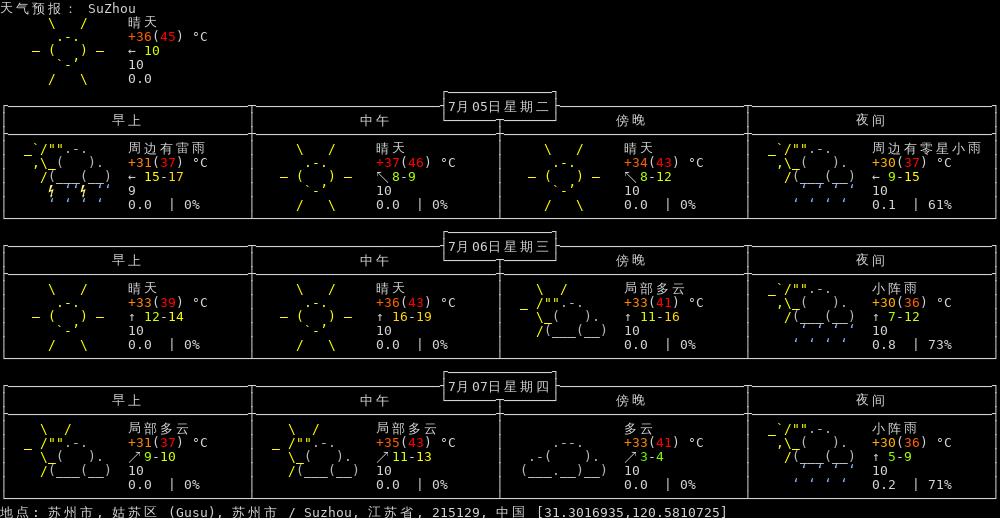 天气预报: SuZhou
晴天
+36(45) °C
← 10
10
0.0
7月05日星期二
早上 中午 傍晚 夜间
周边有雷雨 晴天 晴天 周边有零星小雨
+31(37) °C +37(46) °C +34(43) °C +30(37) °C
← 15-17 ↖ 8-9 ↖ 8-12 ← 9-15
9 10 10 10
0.0 | 0% 0.0 | 0% 0.0 | 0% 0.1 | 61%
7月06日星期三
早上 中午 傍晚 夜间
晴天 晴天 局部多云 小阵雨
+33(39) °C +36(43) °C +33(41) °C +30(36) °C
↑ 12-14 ↑ 16-19 ↑ 11-16 ↑ 7-12
10 10 10 10
0.0 | 0% 0.0 | 0% 0.0 | 0% 0.8 | 73%
7月07日星期四
早上 中午 傍晚 夜间
局部多云 局部多云 多云 小阵雨
+31(37) °C +35(43) °C +33(41) °C +30(36) °C
↗ 9-10 ↗ 11-13 ↗ 3-4 ↑ 5-9
10 10 10 10
0.0 | 0% 0.0 | 0% 0.0 | 0% 0.2 | 71%
地点: 苏州市, 姑苏区 (Gusu), 苏州市 / Suzhou, 江苏省, 215129, 中国 [31.3016935,120.5810725]